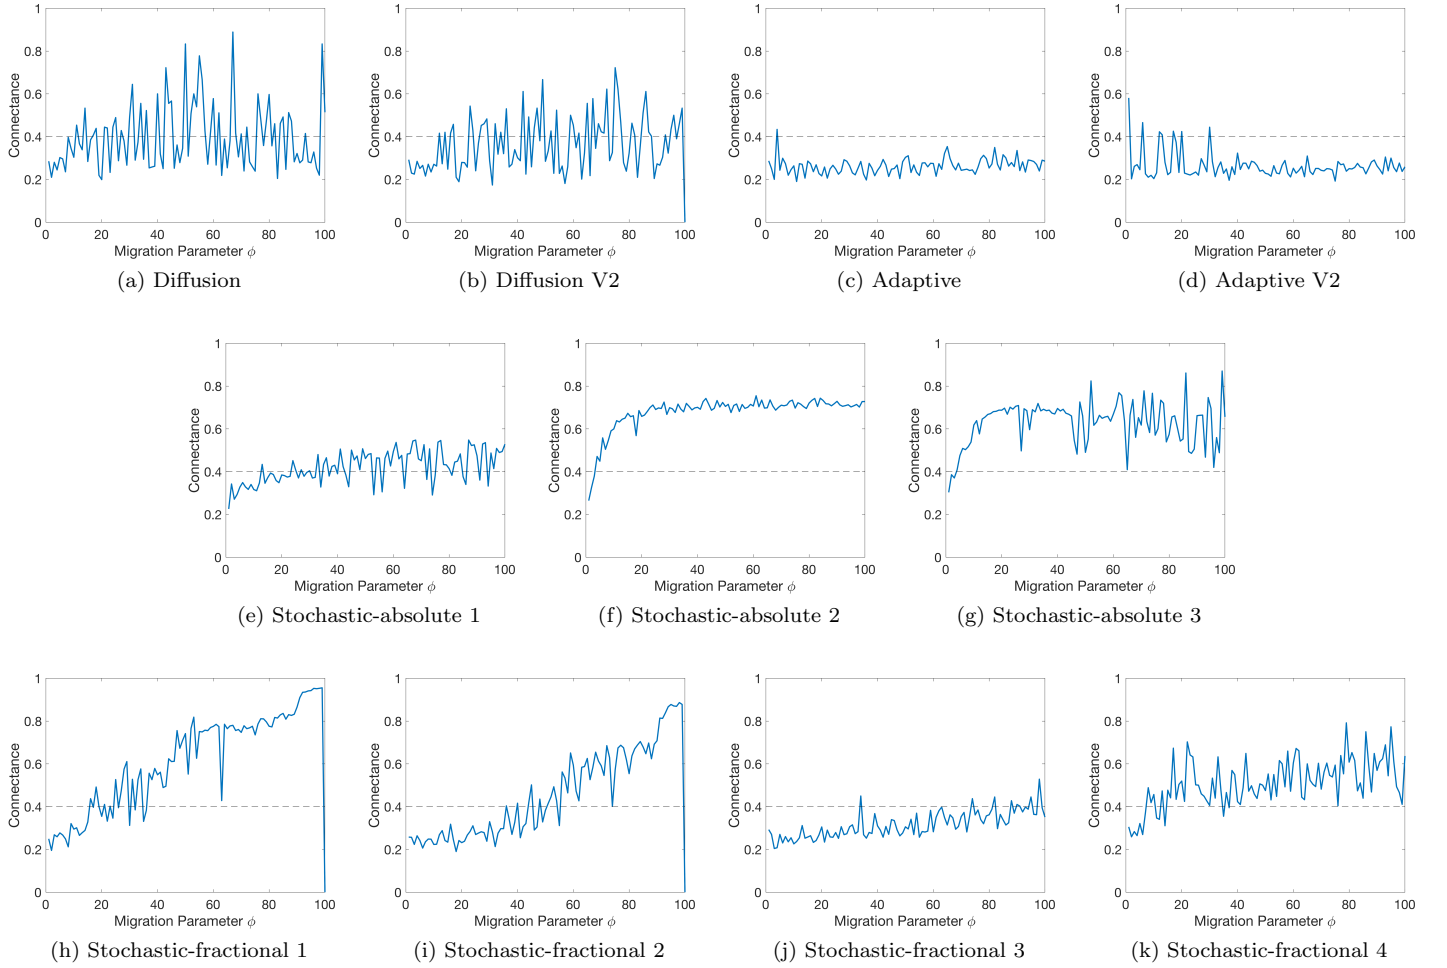 1
0.8
0.6
0.4
0.2
0
Connectance
0 20 40 60 80 100
Migration Parameter ϕ
(a) Diffusion
1
0.8
0.6
0.4
0.2
0
Connectance
0 20 40 60 80 100
Migration Parameter ϕ
(b) Diffusion V2
1
0.8
0.6
0.4
0.2
0
Connectance
0 20 40 60 80 100
Migration Parameter ϕ
(c) Adaptive
1
0.8
0.6
0.4
0.2
0
Connectance
0 20 40 60 80 100
Migration Parameter ϕ
(d) Adaptive V2
1
0.8
0.6
0.4
0.2
0
Connectance
0 20 40 60 80 100
Migration Parameter ϕ
(e) Stochastic-absolute 1
1
0.8
0.6
0.4
0.2
0
Connectance
0 20 40 60 80 100
Migration Parameter ϕ
(f) Stochastic-absolute 2
1
0.8
0.6
0.4
0.2
0
Connectance
0 20 40 60 80 100
Migration Parameter ϕ
(g) Stochastic-absolute 3
1
0.8
0.6
0.4
0.2
0
Connectance
0 20 40 60 80 100
Migration Parameter ϕ
(h) Stochastic-fractional 1
1
0.8
0.6
0.4
0.2
0
Connectance
0 20 40 60 80 100
Migration Parameter ϕ
(i) Stochastic-fractional 2
1
0.8
0.6
0.4
0.2
0
Connectance
0 20 40 60 80 100
Migration Parameter ϕ
(j) Stochastic-fractional 3
1
0.8
0.6
0.4
0.2
0
Connectance
0 20 40 60 80 100
Migration Parameter ϕ
(k) Stochastic-fractional 4